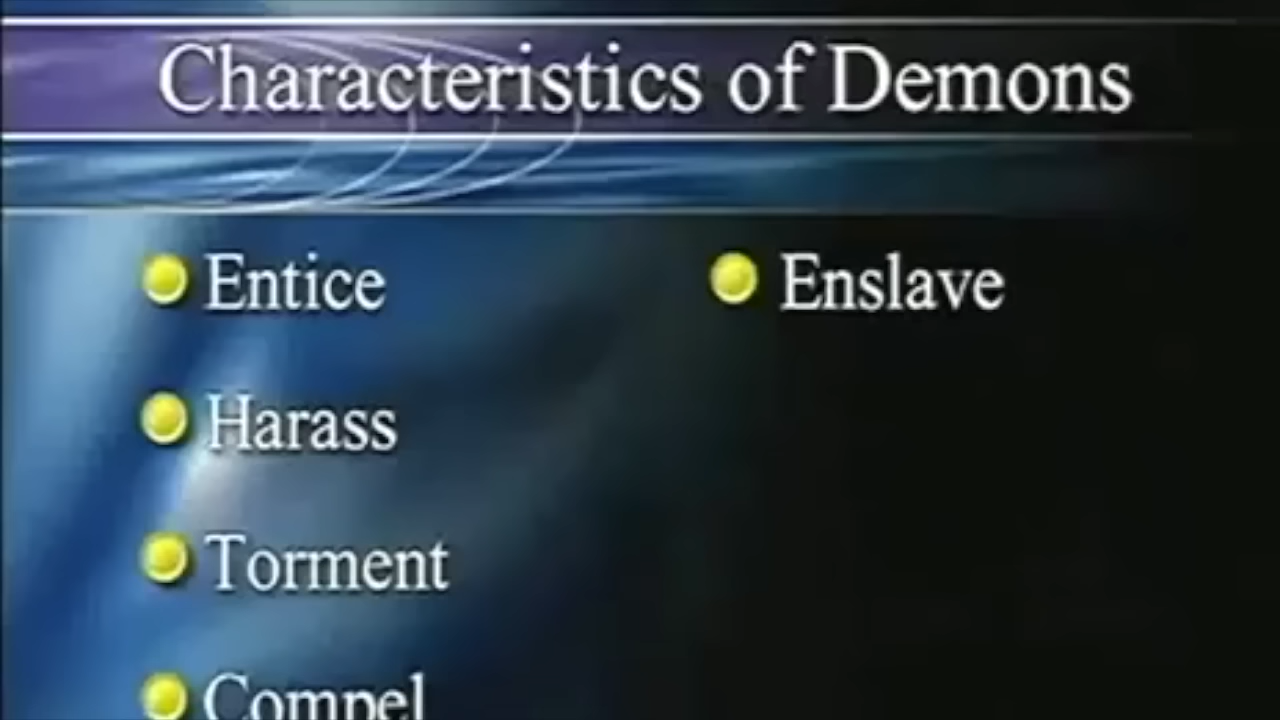 Characteristics of Demons
Entice
Harass
Torment
Compel
Enslave